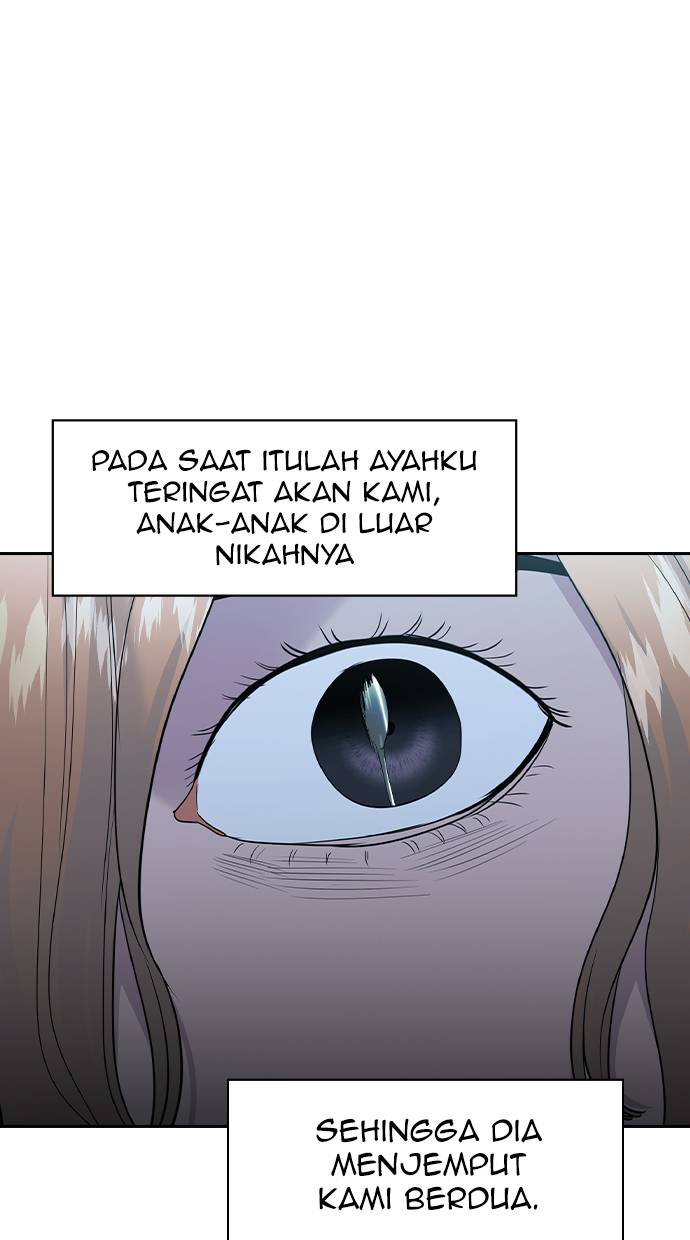 PADA SAAT ITULAH AYAHKU
TERINGAT AKAN KAMI,
ANAK-ANAK DI LUAR
NIKAHNYA
SEHINGGA DIA
MENJEMPUT
KAMI BERDUA.